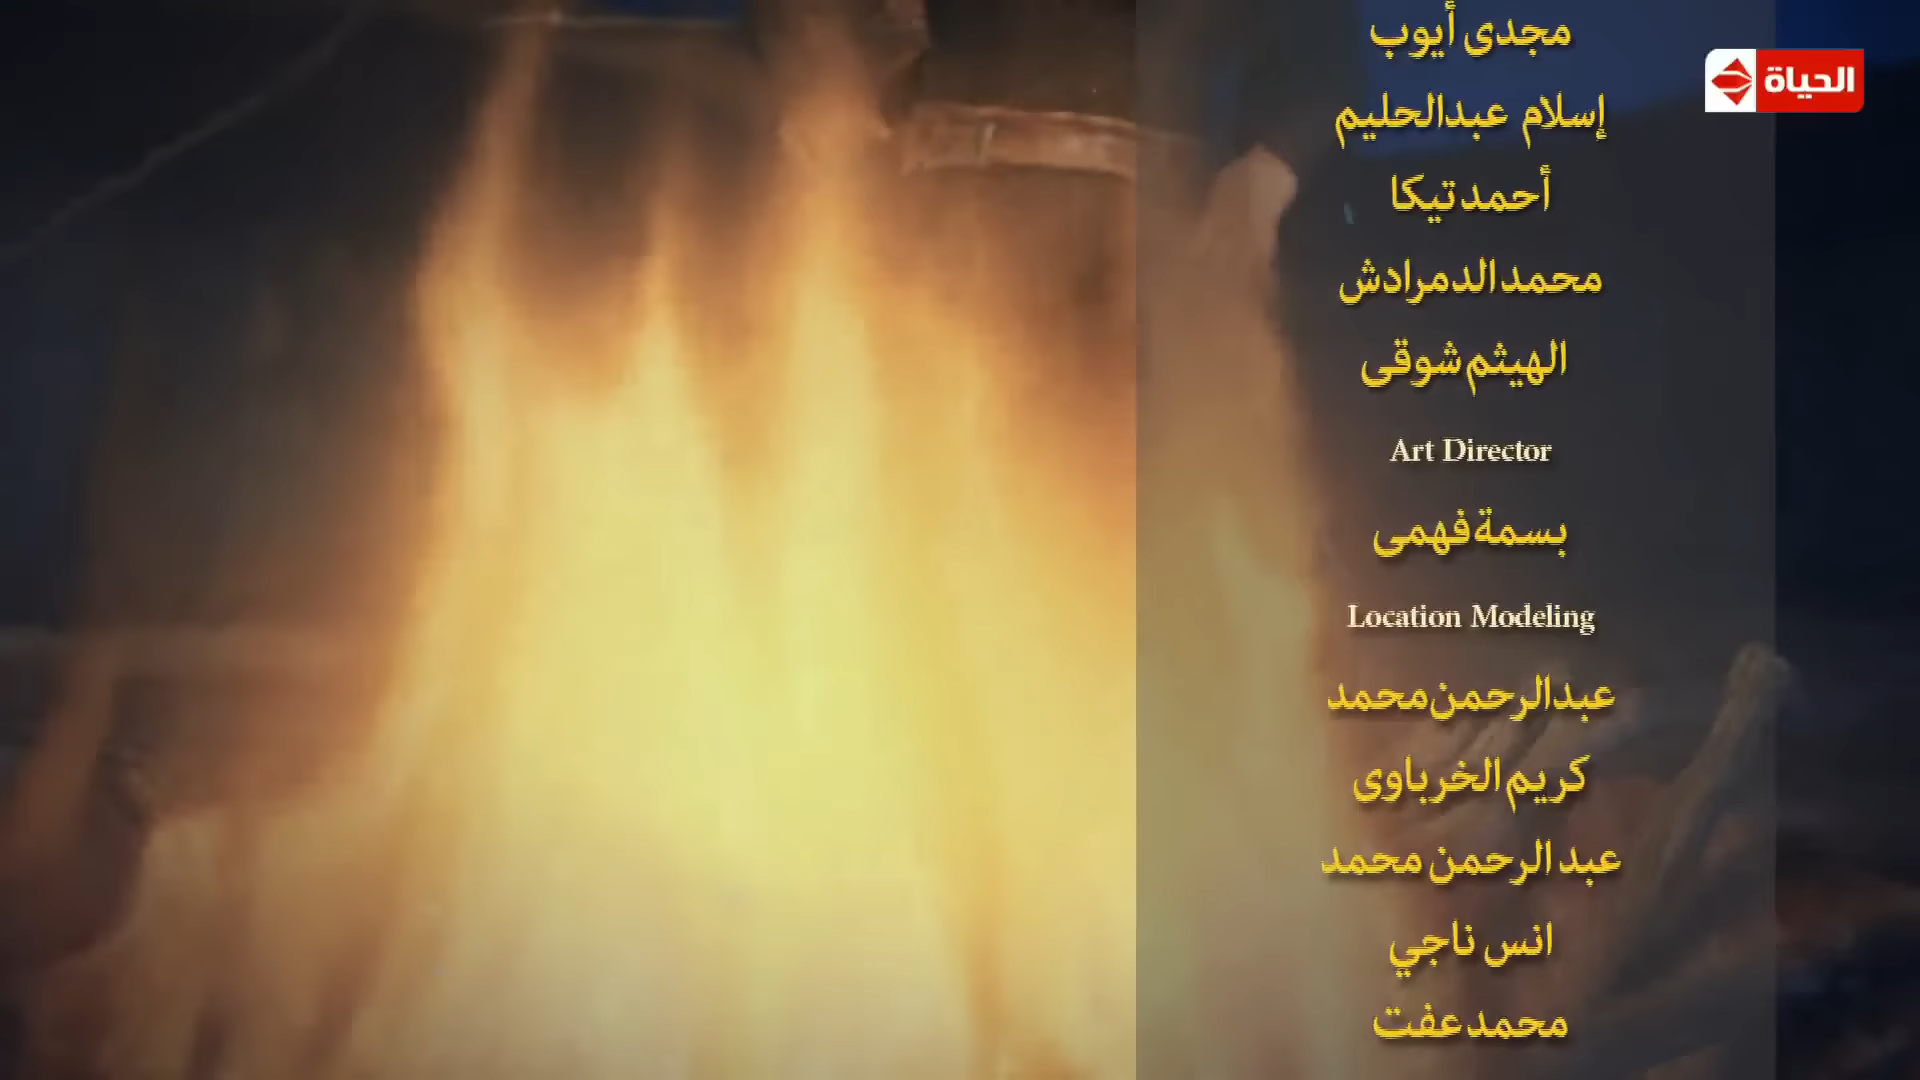 مجدى أيوب
الحياة
إسلام عبدالحليم
أحمد تيكا
محمد الدمرادش
الهيثم شوقى
Art Director
بسمة فهمى
Location Modeling
عبدالرحمن محمد
كريم الخرباوى
عبد الرحمن محمد
انس ناجي
محمد عفت